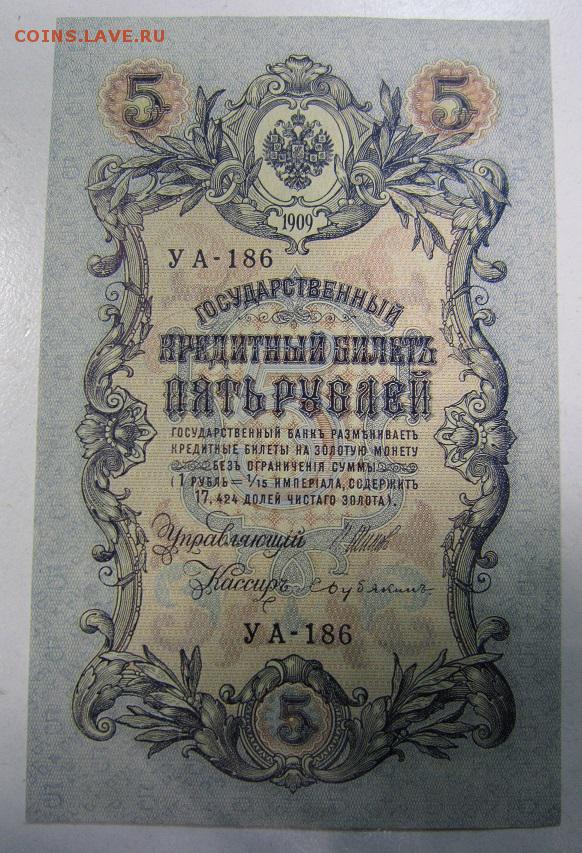 COINS.LAVE.RU
5 5
1909
УА-186
ГОСУДАРСТВЕННЫЙ
КРЕДИТНЫЙ БИЛЕТЪ
ПЯТЬ РУБЛЕЙ
ГОСУДАРСТВЕННЫЙ БАНКЪ РАЗМѢНИВАЕТЪ
КРЕДИТНЫЕ БИЛЕТЫ НА ЗОЛОТУЮ МОНЕТУ
БЕЗЪ ОГРАНИЧЕНІЯ СУММЫ
(1 РУБЛЬ = 1/15 ИМПЕРІАЛА, СОДЕРЖИТЪ
17,424 ДОЛЕЙ ЧИСТАГО ЗОЛОТА).
Управляющій
Кассиръ
УА-186
5